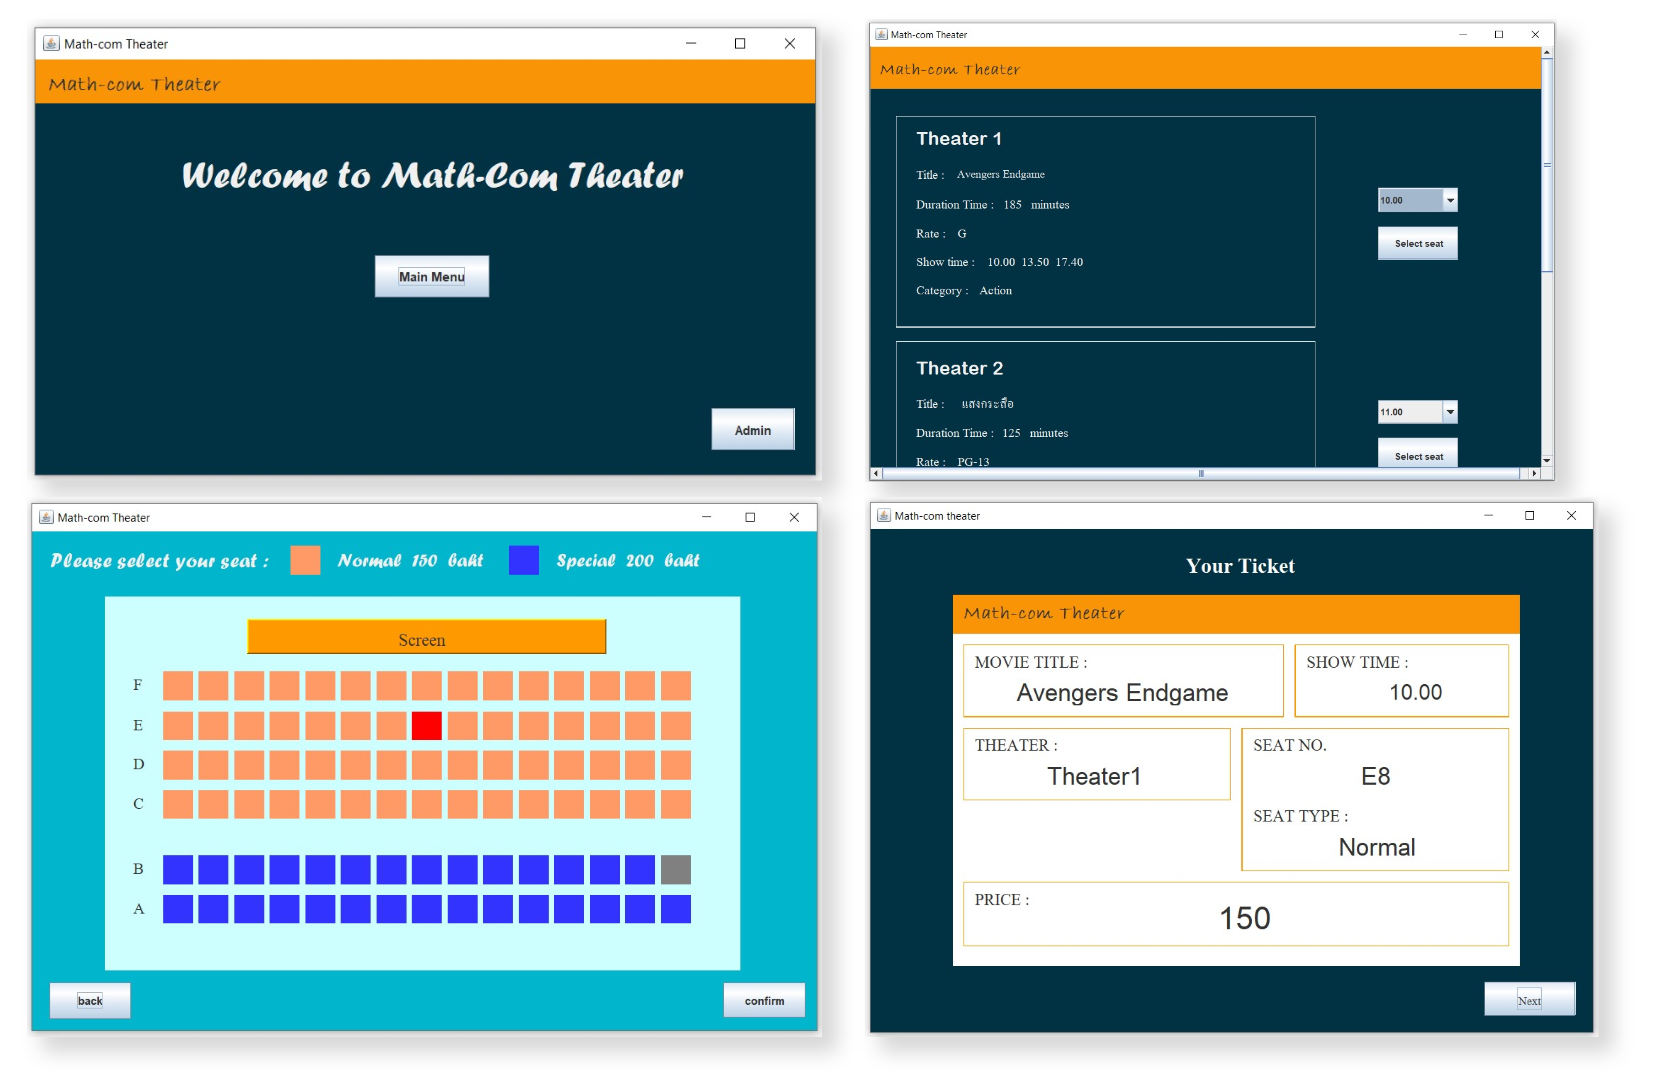 Math-com Theater
Math-com Theater
Welcome to Math-Com Theater
Main Menu
Admin
Math-com Theater
Math-com Theater
Theater 1
Title : Avengers Endgame
Duration Time : 185 minutes
Rate : G
Show time : 10.00 13.50 17.40
Category : Action
10.00
Select seat
Theater 2
Title : แสงกระสือ
Duration Time : 125 minutes
Rate : PG-13
11.00
Select seat
Math-com Theater
Please select your seat : Normal 150 baht Special 200 baht
Screen
F
E
D
C
B
A
back
confirm
Math-com theater
Your Ticket
Math-com Theater
MOVIE TITLE :
Avengers Endgame
SHOW TIME :
10.00
THEATER :
Theater1
SEAT NO.
E8
SEAT TYPE :
Normal
PRICE :
150
Next